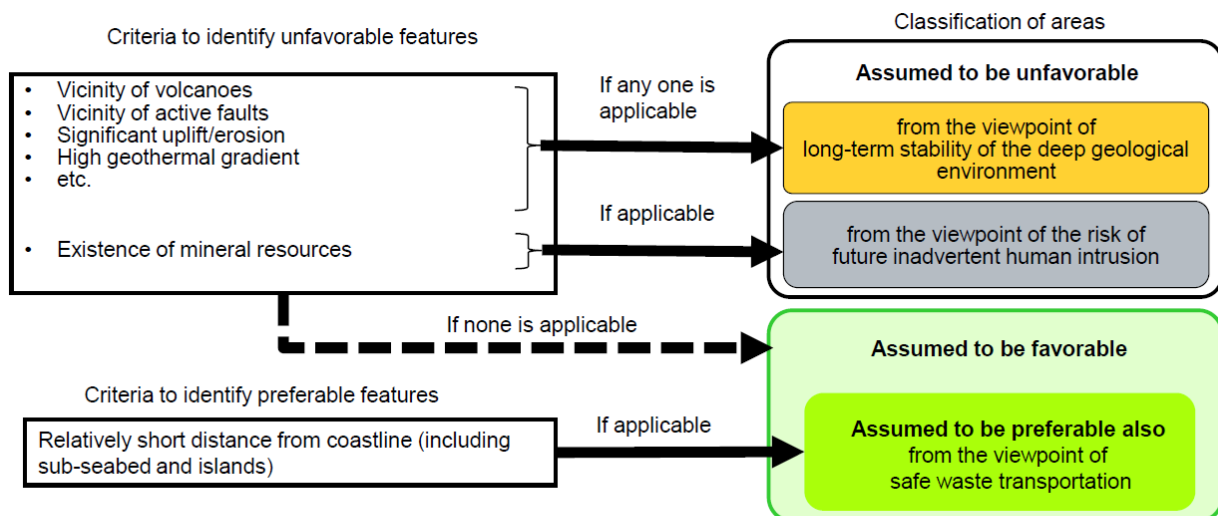 Criteria to identify unfavorable features
• Vicinity of volcanoes
• Vicinity of active faults
• Significant uplift/erosion
• High geothermal gradient
• etc.
• Existence of mineral resources
If any one is
applicable
If applicable
Classification of areas
Assumed to be unfavorable
from the viewpoint of
long-term stability of the deep geological
environment
from the viewpoint of the risk of
future inadvertent human intrusion
If none is applicable
Assumed to be favorable
Criteria to identify preferable features
Relatively short distance from coastline (including
sub-seabed and islands)
If applicable
Assumed to be preferable also
from the viewpoint of
safe waste transportation